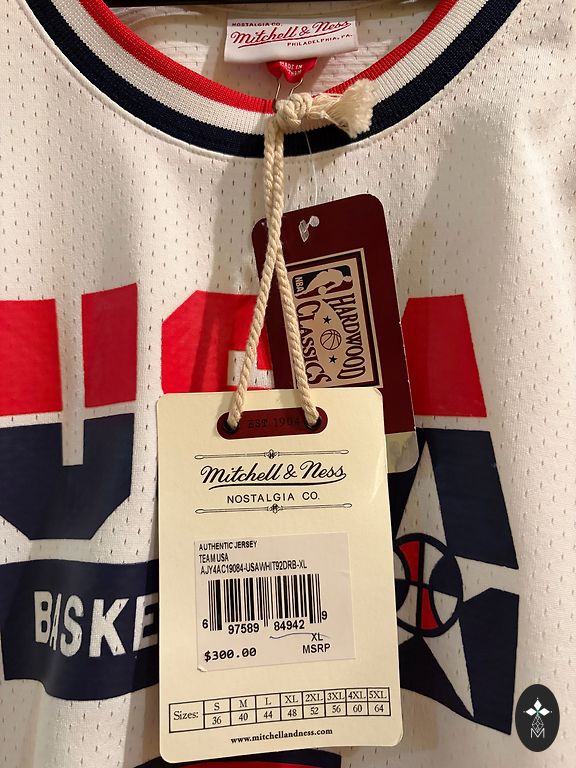 NOSTALGIA CO.
Mitchell & Ness
PHILADELPHIA, PA.
MADE IN
NBA
HARDWOOD
CLASSICS
EST 1904
Mitchell & Ness
NOSTALGIA CO.
AUTHENTIC JERSEY
TEAM USA
AJY4AC19084-USAWHIT92DRB-XL
6 97589 84942 9
XL
$300.00 MSRP
Sizes: S M L XL 2XL 3XL 4XL 5XL
36 40 44 48 52 56 60 64
www.mitchellandness.com
BASKE
M